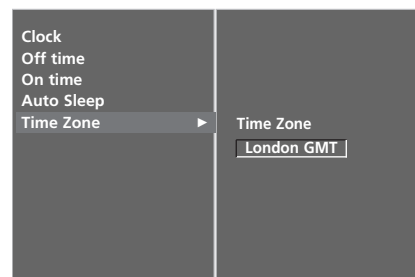 Clock
Off time
On time
Auto Sleep
Time Zone ►
Time Zone
London GMT